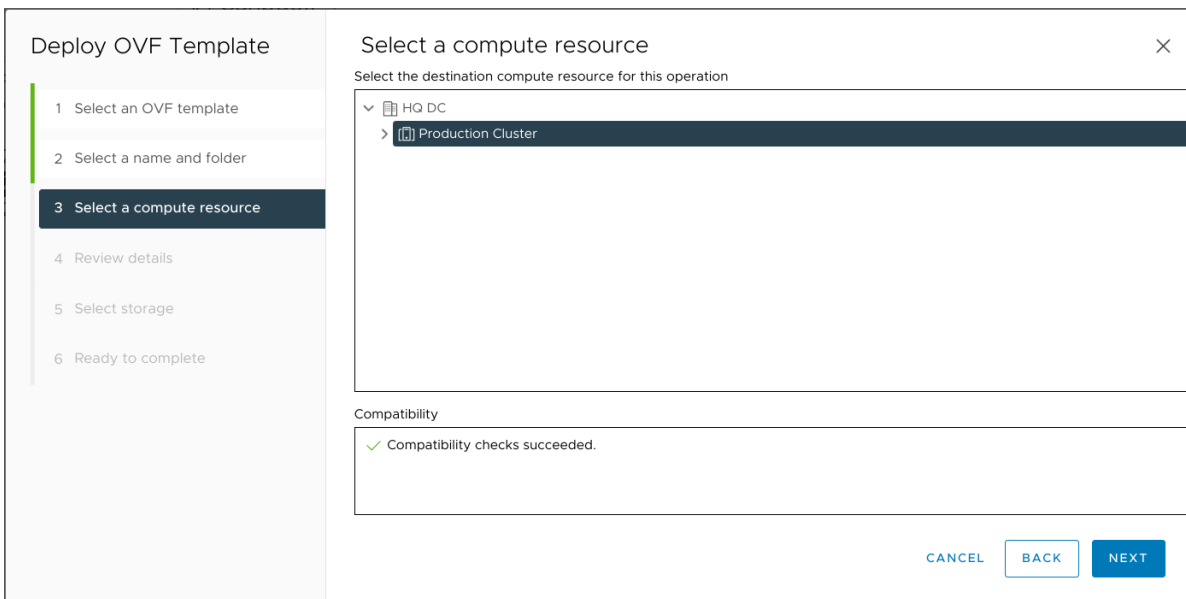 Deploy OVF Template
1 Select an OVF template
2 Select a name and folder
3 Select a compute resource
4 Review details
5 Select storage
6 Ready to complete
Select a compute resource
Select the destination compute resource for this operation
HQ DC
Production Cluster
Compatibility
Compatibility checks succeeded.
CANCEL
BACK
NEXT